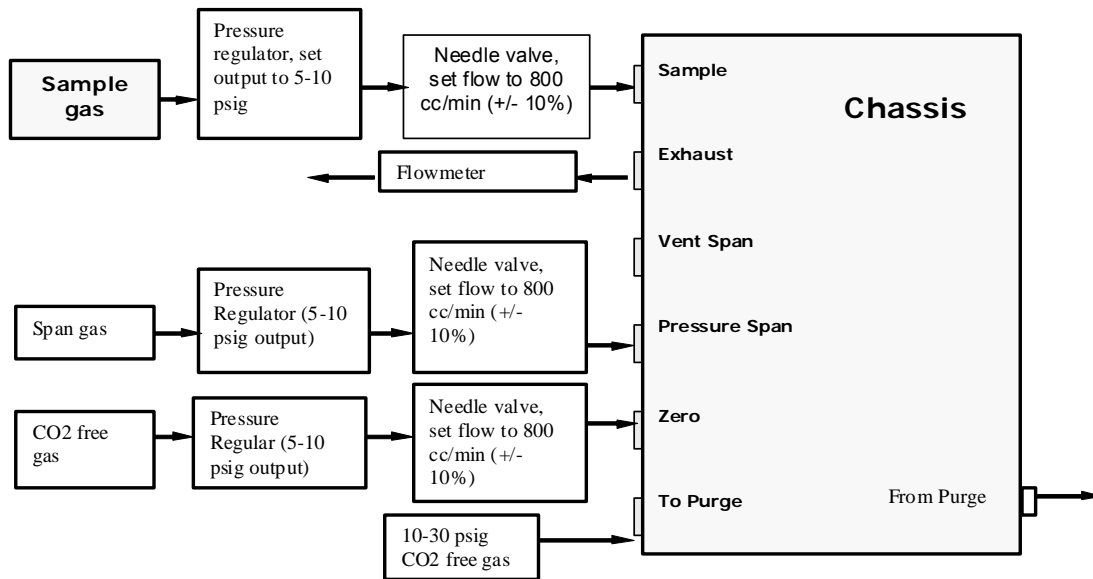 Sample
gas
Pressure
regulator, set
output to 5-10
psig
Needle valve,
set flow to 800
cc/min (+/- 10%)
Sample
Chassis
Flowmeter
Exhaust
Vent Span
Span gas
Pressure
Regulator (5-10
psig output)
Needle valve,
set flow to 800
cc/min (+/-
10%)
Pressure Span
CO2 free
gas
Pressure
Regular (5-10
psig output)
Needle valve,
set flow to 800
cc/min (+/-
10%)
Zero
10-30 psig
CO2 free gas
To Purge
From Purge